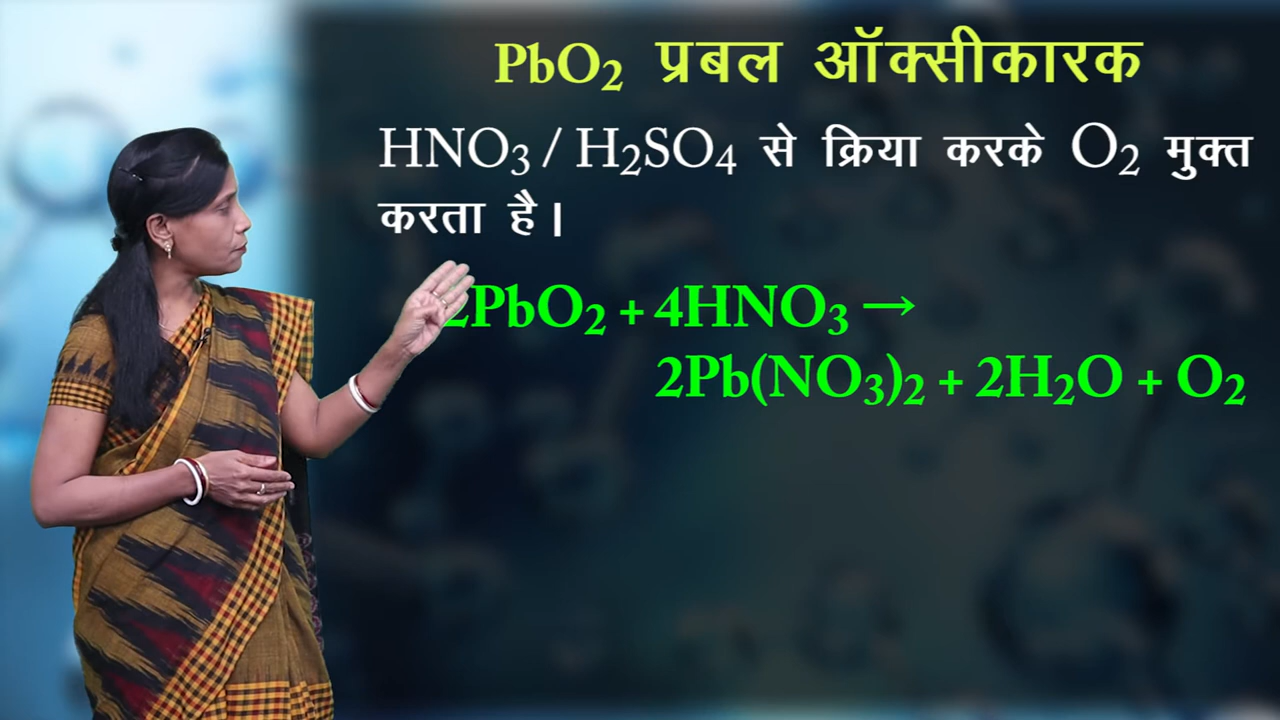 PbO₂ प्रबल ऑक्सीकारक
HNO₃ / H₂SO₄ से क्रिया करके O₂ मुक्त
करता है।
2PbO₂ + 4HNO₃ →
2Pb(NO₃)₂ + 2H₂O + O₂